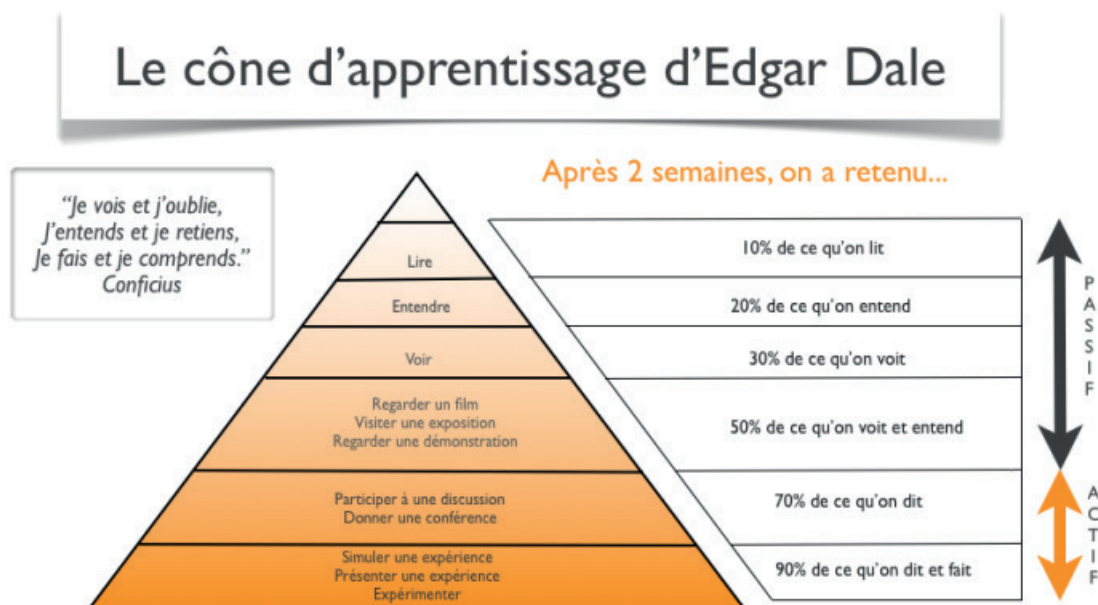 Le cône d'apprentissage d'Edgar Dale
Après 2 semaines, on a retenu...
"Je vois et j'oublie,
J'entends et je retiens,
Je fais et je comprends."
Conficius
Lire
10% de ce qu'on lit
Entendre
20% de ce qu'on entend
Voir
30% de ce qu'on voit
Regarder un film
Visiter une exposition
Regarder une démonstration
50% de ce qu'on voit et entend
PASSIF
Participer à une discussion
Donner une conférence
70% de ce qu'on dit
Simuler une expérience
Présenter une expérience
Expérimenter
90% de ce qu'on dit et fait
ACTIF